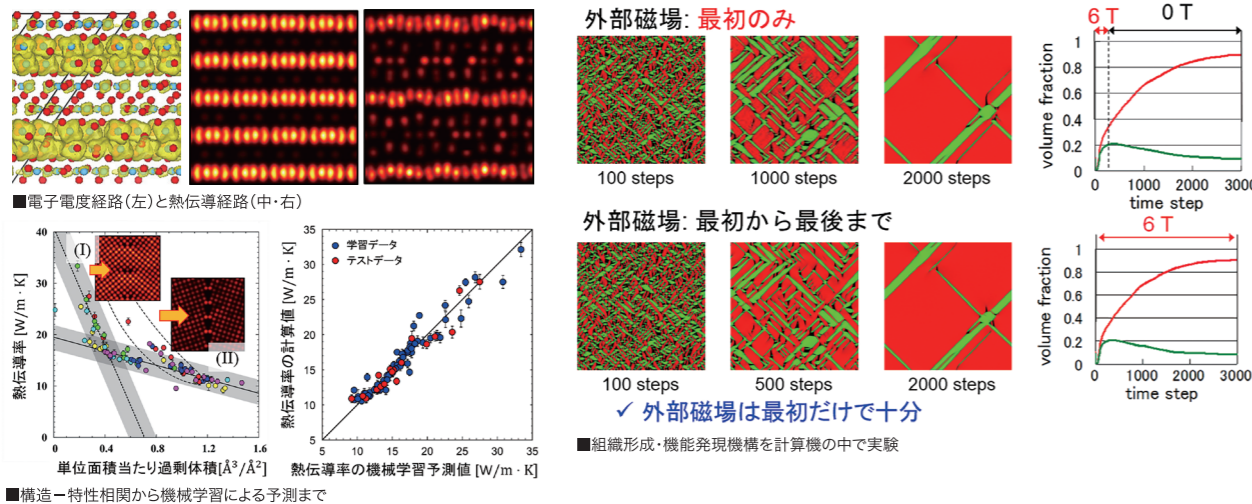 ■電子電度経路（左）と熱伝導経路（中・右）
熱伝導率 [W/m・K]
40
30
20
10
0
(I)
(II)
0
0.4
0.8
1.2
1.6
単位面積当たり過剰体積[Å³/Å²]
熱伝導率の計算値 [W/m・K]
35
30
25
20
15
10
5
学習データ
テストデータ
5
10
15
20
25
30
35
熱伝導率の機械学習予測値 [W/m・K]
■構造－特性相関から機械学習による予測まで
外部磁場: 最初のみ
100 steps
1000 steps
2000 steps
6 T
0 T
volume fraction
1
0.8
0.6
0.4
0.2
0
0
1000
2000
3000
time step
外部磁場: 最初から最後まで
100 steps
500 steps
2000 steps
6 T
volume fraction
1
0.8
0.6
0.4
0.2
0
0
1000
2000
3000
time step
✓ 外部磁場は最初だけで十分
■組織形成・機能発現機構を計算機の中で実験